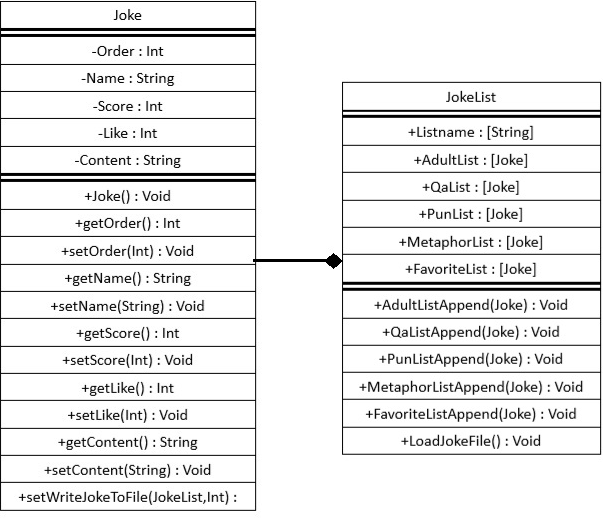 Joke
-Order : Int
-Name : String
-Score : Int
-Like : Int
-Content : String
+Joke() : Void
+getOrder() : Int
+setOrder(Int) : Void
+getName() : String
+setName(String) : Void
+getScore() : Int
+setScore(Int) : Void
+getLike() : Int
+setLike(Int) : Void
+getContent() : String
+setContent(String) : Void
+setWriteJokeToFile(JokeList,Int) :
JokeList
+Listname : [String]
+AdultList : [Joke]
+QaList : [Joke]
+PunList : [Joke]
+MetaphorList : [Joke]
+FavoriteList : [Joke]
+AdultListAppend(Joke) : Void
+QaListAppend(Joke) : Void
+PunListAppend(Joke) : Void
+MetaphorListAppend(Joke) : Void
+FavoriteListAppend(Joke) : Void
+LoadJokeFile() : Void